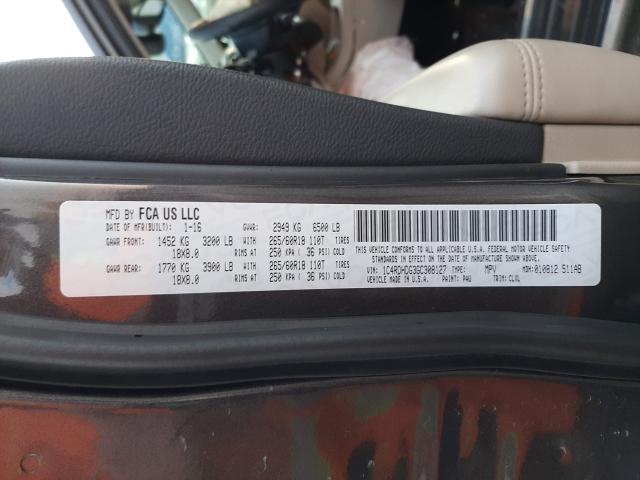 MFD BY FCA US LLC
DATE OF MFR(BUILT): 1-16 GVWR: 2949 KG 6500 LB
GAWR FRONT: 1452 KG 3200 LB WITH 265/60R18 110T TIRES
18X8.0 RIMS AT 250 KPA ( 36 PSI) COLD
GAWR REAR: 1770 KG 3900 LB WITH 265/60R18 110T TIRES
18X8.0 RIMS AT 250 KPA ( 36 PSI) COLD
THIS VEHICLE CONFORMS TO ALL APPLICABLE U.S.A. FEDERAL MOTOR VEHICLE SAFETY
STANDARDS IN EFFECT ON THE DATE OF MANUFACTURE SHOWN ABOVE.
VIN: 1C4RDHDG3GC308127 TYPE: MPV MDH: 010812 511AB
VEHICLE MADE IN U.S.A. PAINT: PAU TRIM: CLXL